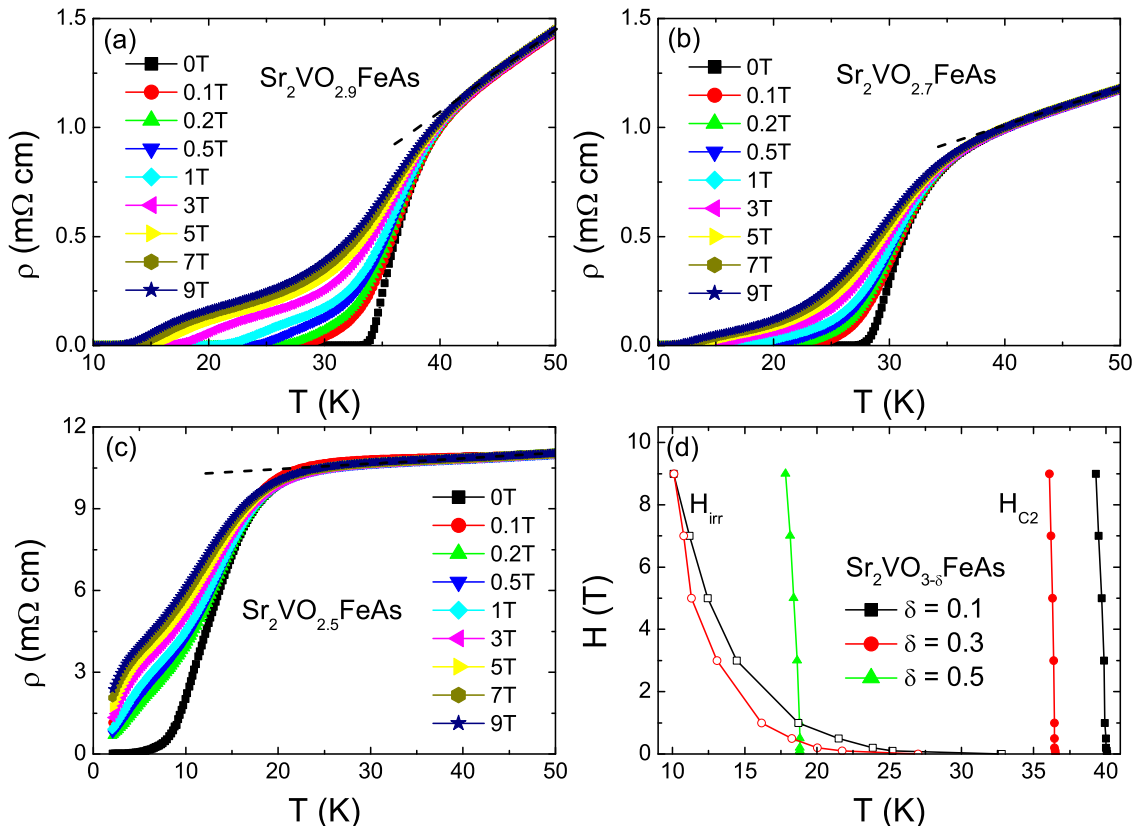 (a)
Sr2VO2.9FeAs
0T
0.1T
0.2T
0.5T
1T
3T
5T
7T
9T
ρ (mΩ cm)
1.5
1.0
0.5
0.0
10 20 30 40 50
T (K)
(b)
Sr2VO2.7FeAs
0T
0.1T
0.2T
0.5T
1T
3T
5T
7T
9T
ρ (mΩ cm)
1.5
1.0
0.5
0.0
10 20 30 40 50
T (K)
(c)
Sr2VO2.5FeAs
0T
0.1T
0.2T
0.5T
1T
3T
5T
7T
9T
ρ (mΩ cm)
12
9
6
3
0
0 10 20 30 40 50
T (K)
(d)
Hirr
HC2
Sr2VO3-δFeAs
δ = 0.1
δ = 0.3
δ = 0.5
H (T)
10
8
6
4
2
0
10 15 20 25 30 35 40
T (K)